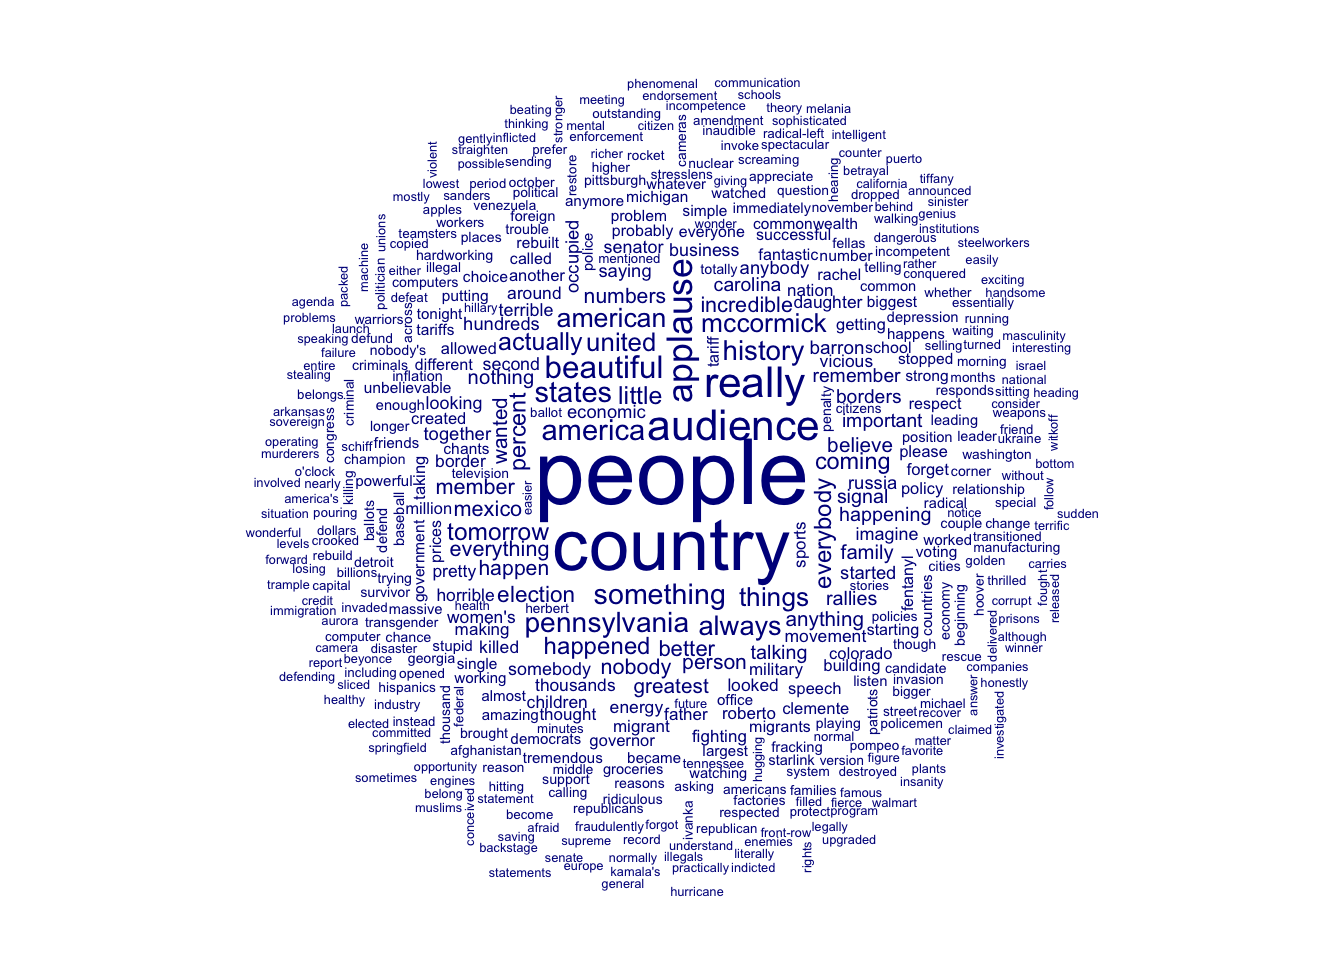 phenomenal communication
meeting endorsement schools
beating stronger outstanding incompetence theory melania
thinking mental citizen cameras amendment sophisticated
gently inflicted enforcement inaudible radical-left intelligent
straighten prefer invoke spectacular
violent possible sending richer rocket nuclear screaming counter puerto
higher restore stresslens giving appreciate hearing betrayal
lowest period october pittsburgh whatever california tiffany
mostly sanders political watched question dropped announced
apples venezuela anymore michigan simple immediately november behind sinister
workers foreign problem wonder commonwealth walking genius
teamsters places trouble probably everyone successful fellas institutions
politician unions copied rebuilt occupied police senator business dangerous steelworkers
hardworking called mentioned fantastic number incompetent easily
machine either illegal choice another saying totally anybody rachel telling rather
packed computers around numbers carolina nation common conquered exciting
defeat putting applause incredible daughter biggest whether handsome
agenda across tonight hillary terrible american essentially
problems warriors tariffs hundreds mccormick getting depression running
launch actually united tariff happens waiting masculinity
speaking defund nobody's allowed history barron school selling turned interesting
failure criminals different second beautiful vicious stopped morning israel
entire inflation nothing really remember strong months national
stealing unbelievable states little borders responds sitting heading
belongs criminal enough looking ballot economic penalty citizens respect consider
arkansas created wanted percent america audience important leading weapons
sovereign congress longer together friend witkoff
operating schiff friends chants believe position leader ukraine
murderers champion border people please washington
o'clock television coming forget corner without bottom
involved nearly killing powerful taking member easier everybody russia policy relationship
america's million mexico signal radical special follow
situation pouring ballots defend baseball happening notice sudden
wonderful dollars government prices tomorrow country sports imagine couple change terrific
levels crooked everything worked transitioned
forward rebuild detroit family voting manufacturing
losing billions trying pretty happen started cities golden
trample capital survivor horrible election something things stories fentanyl countries economy beginning hoover thrilled carries
credit health rallies fought released
immigration invaded massive women's herbert corrupt
aurora transgender making pennsylvania always anything policies prisons
computer chance movement starting delivered although
camera disaster stupid killed happened better talking though winner
report beyonce georgia single somebody nobody person colorado rescue
defending including opened working military building candidate companies
sliced hispanics thousands greatest looked speech listen invasion honestly
healthy almost children future office bigger answer
industry thousand federal amazing thought energy father roberto clemente patriots michael
elected instead minutes migrant migrants playing street recover claimed investigated
committed brought democrats governor fighting normal policemen
springfield afghanistan tremendous largest fracking pompeo matter
opportunity reason middle groceries became tennessee hugging starlink version figure favorite
sometimes engines hitting support reasons watching system destroyed plants
belong calling asking americans families famous insanity
muslims statement ridiculous factories filled fierce walmart
conceived become republicans ivanka respected protect program
afraid fraudulently forgot republican front-row legally
saving supreme record understand enemies upgraded
backstage literally
senate normally illegals rights
statements europe kamala's practically indicted
general
hurricane